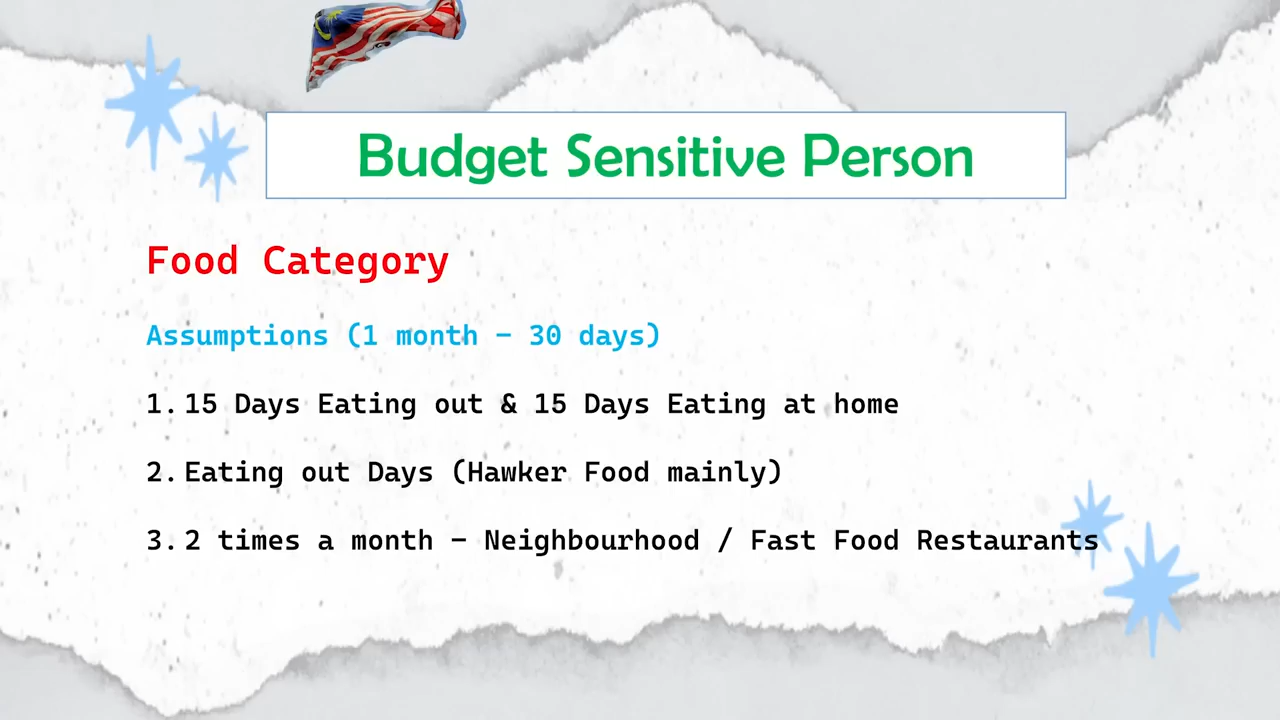 Budget Sensitive Person
Food Category
Assumptions (1 month – 30 days)
1. 15 Days Eating out & 15 Days Eating at home
2. Eating out Days (Hawker Food mainly)
3. 2 times a month – Neighbourhood / Fast Food Restaurants